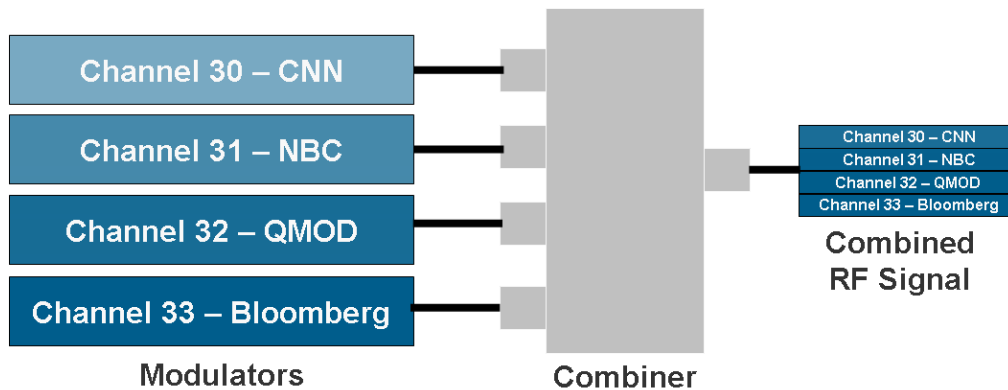 Channel 30 – CNN
Channel 31 – NBC
Channel 32 – QMOD
Channel 33 – Bloomberg
Modulators
Combiner
Channel 30 – CNN
Channel 31 – NBC
Channel 32 – QMOD
Channel 33 – Bloomberg
Combined
RF Signal